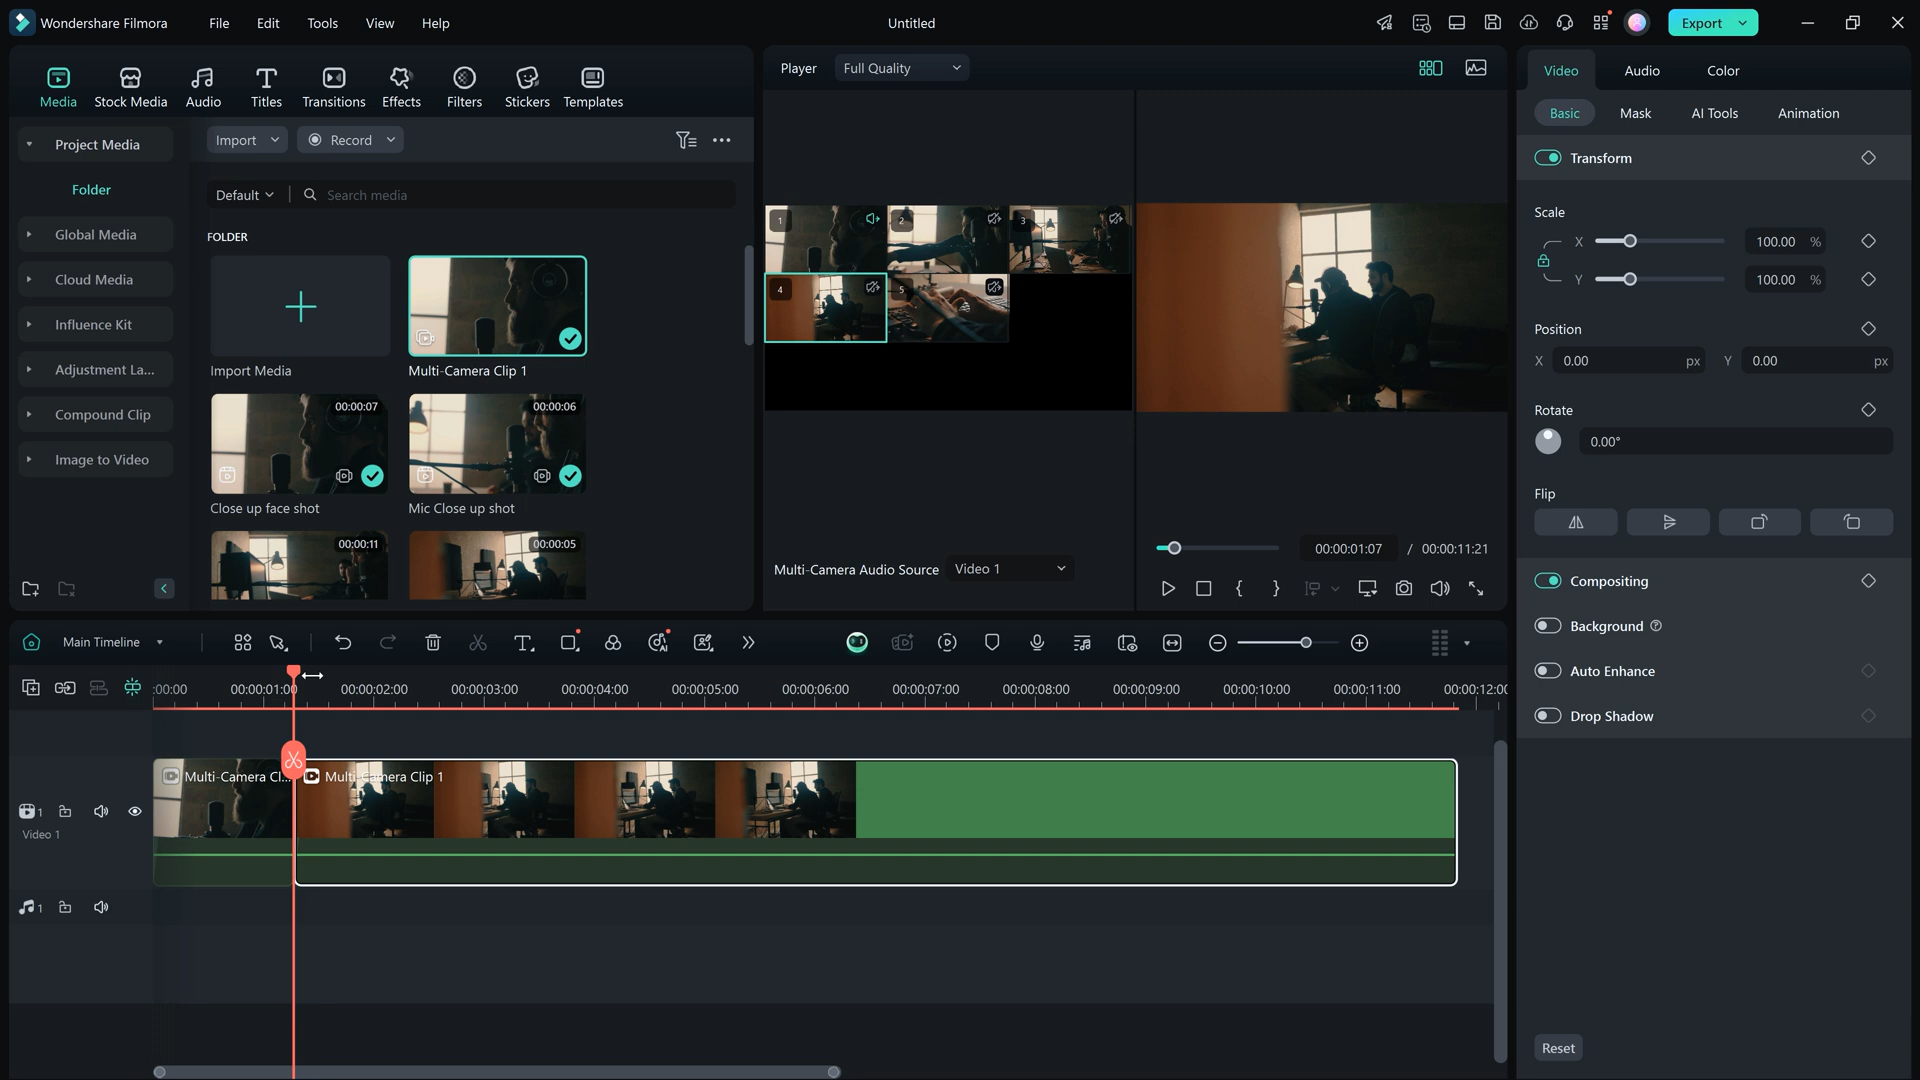 Wondershare Filmora
File
Edit
Tools
View
Help
Untitled
Export
Media
Stock Media
Audio
Titles
Transitions
Effects
Filters
Stickers
Templates
Player
Full Quality
Video
Audio
Color
Basic
Mask
AI Tools
Animation
Project Media
Folder
Global Media
Cloud Media
Influence Kit
Adjustment La...
Compound Clip
Image to Video
Import
Record
Default
Search media
FOLDER
Import Media
Multi-Camera Clip 1
00:00:07
00:00:06
Close up face shot
Mic Close up shot
00:00:11
00:00:05
1
2
3
4
5
Multi-Camera Audio Source
Video 1
00:00:01:07 / 00:00:11:21
Transform
Scale
X 100.00 %
Y 100.00 %
Position
X 0.00 px Y 0.00 px
Rotate
0.00°
Flip
Compositing
Background
Auto Enhance
Drop Shadow
Reset
Main Timeline
:00:00 00:00:01:00 00:00:02:00 00:00:03:00 00:00:04:00 00:00:05:00 00:00:06:00 00:00:07:00 00:00:08:00 00:00:09:00 00:00:10:00 00:00:11:00 00:00:12:00
Multi-Camera Cl...
Multi-Camera Clip 1
1
Video 1
1